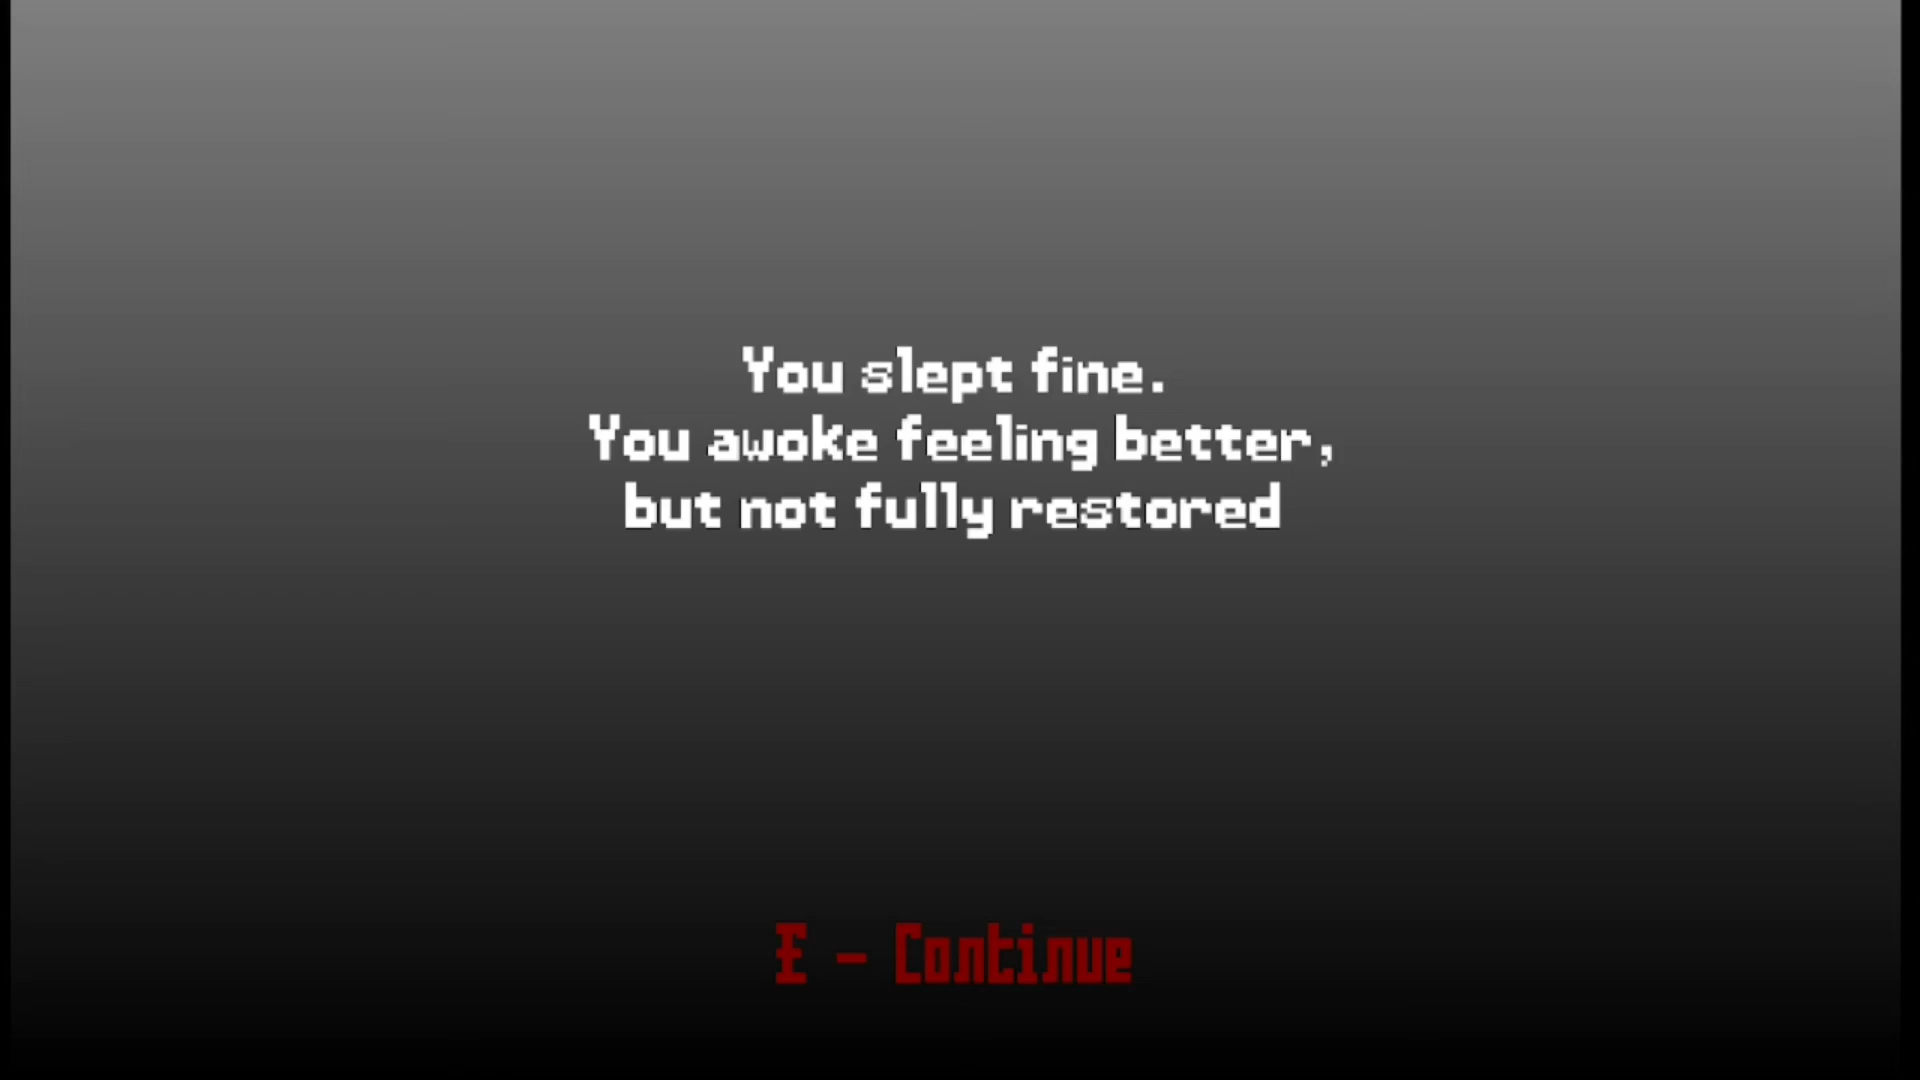 You slept fine.
You awoke feeling better,
but not fully restored
E - Continue